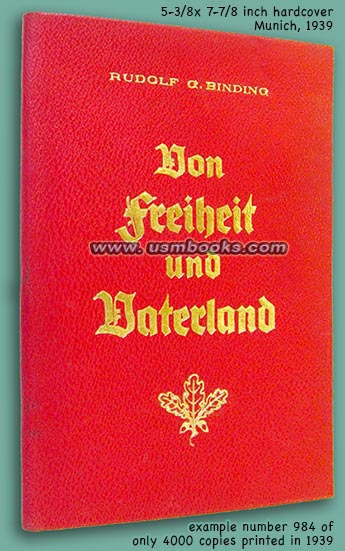 5-3/8x 7-7/8 inch hardcover
Munich, 1939
RUDOLF G. BINDING
Von
Freiheit
www.usmbooks.com
und
Vaterland
example number 984 of
only 4000 copies printed in 1939